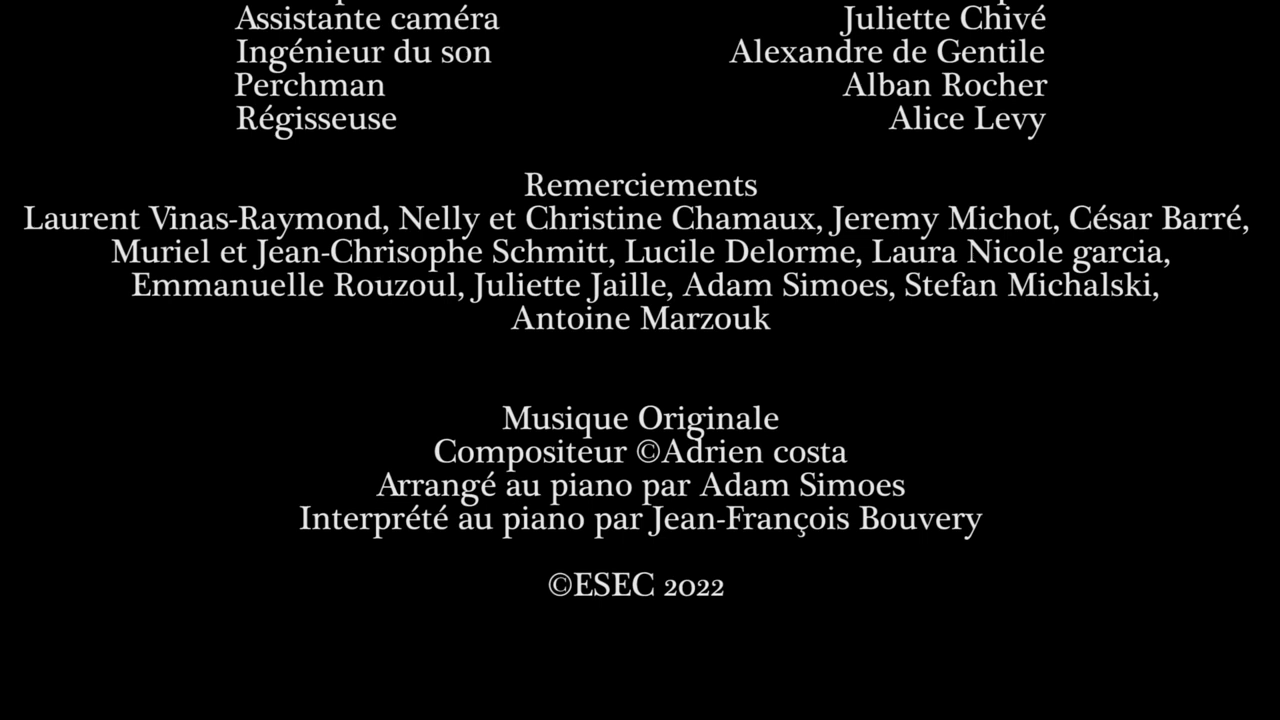 Assistante caméra Juliette Chivé
Ingénieur du son Alexandre de Gentile
Perchman Alban Rocher
Régisseuse Alice Levy
Remerciements
Laurent Vinas-Raymond, Nelly et Christine Chamaux, Jeremy Michot, César Barré,
Muriel et Jean-Chrisophe Schmitt, Lucile Delorme, Laura Nicole garcia,
Emmanuelle Rouzoul, Juliette Jaille, Adam Simoes, Stefan Michalski,
Antoine Marzouk
Musique Originale
Compositeur ©Adrien costa
Arrangé au piano par Adam Simoes
Interprété au piano par Jean-François Bouvery
©ESEC 2022